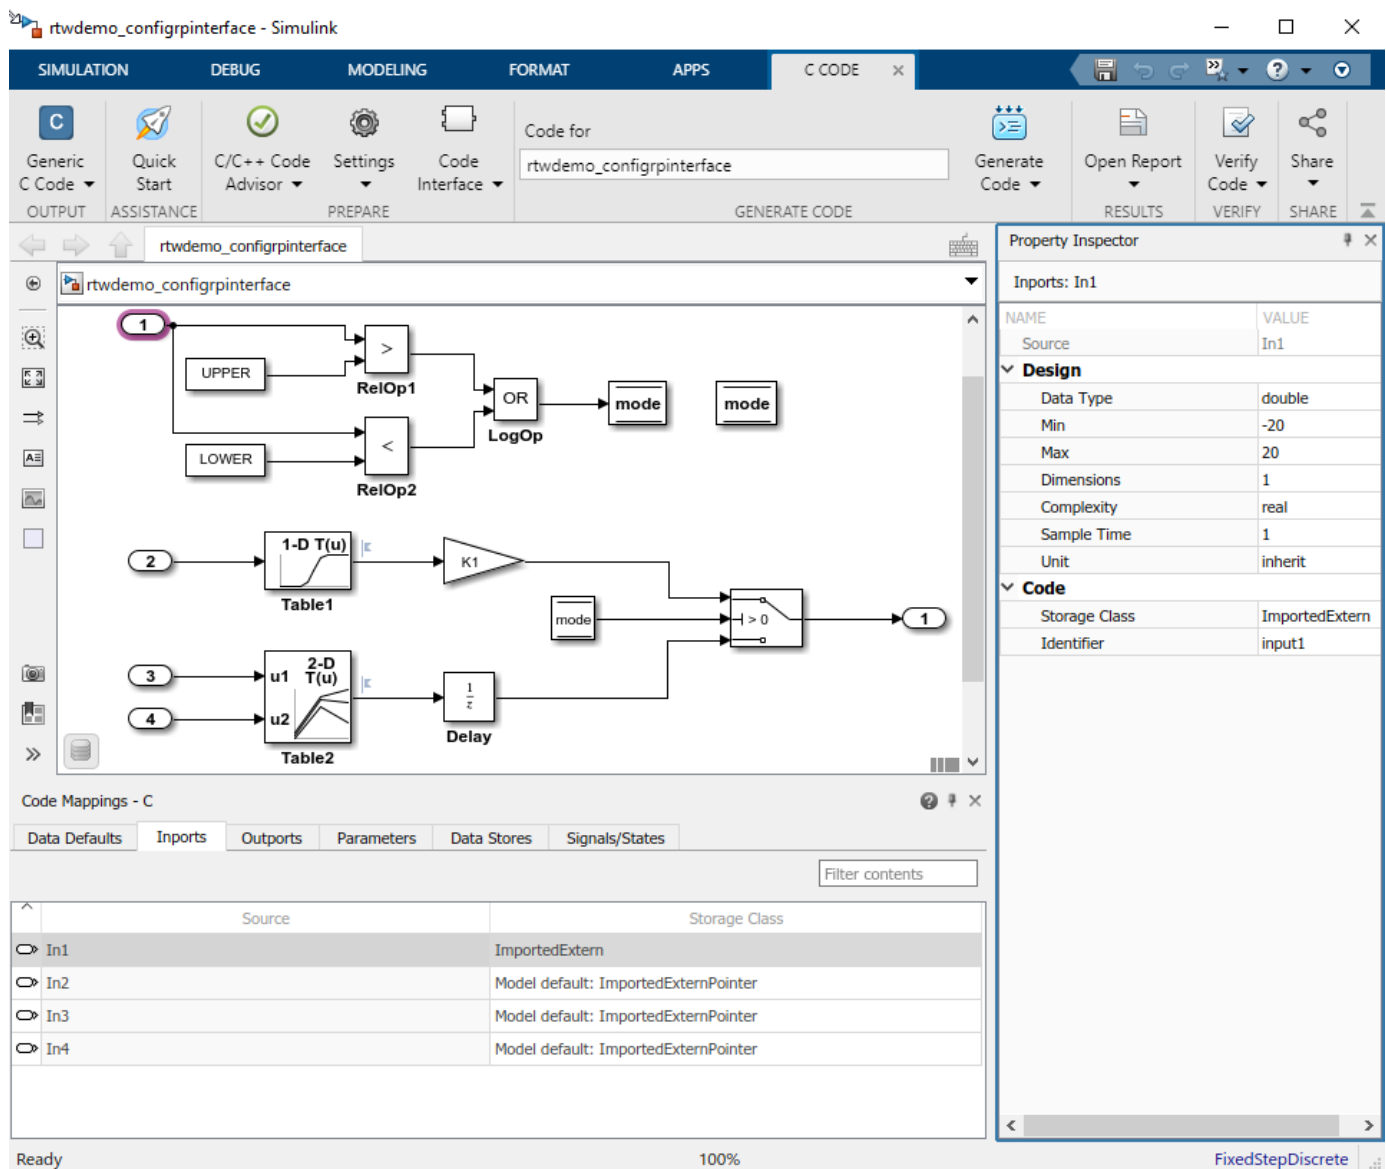 rtwdemo_configrpinterface - Simulink
SIMULATION DEBUG MODELING FORMAT APPS C CODE
C
Generic C Code
Quick Start
C/C++ Code Advisor
Settings
Code Interface
Code for
rtwdemo_configrpinterface
Generate Code
Open Report
Verify Code
Share
OUTPUT ASSISTANCE PREPARE GENERATE CODE RESULTS VERIFY SHARE
rtwdemo_configrpinterface
rtwdemo_configrpinterface
1
UPPER
>
RelOp1
OR
LogOp
mode
mode
LOWER
<
RelOp2
2
1-D T(u)
Table1
K1
mode
> 0
1
3
4
u1
2-D
T(u)
u2
Table2
1
z
Delay
Code Mappings - C
Data Defaults Inports Outports Parameters Data Stores Signals/States
Filter contents
Source Storage Class
In1 ImportedExtern
In2 Model default: ImportedExternPointer
In3 Model default: ImportedExternPointer
In4 Model default: ImportedExternPointer
Property Inspector
Inports: In1
NAME VALUE
Source In1
Design
Data Type double
Min -20
Max 20
Dimensions 1
Complexity real
Sample Time 1
Unit inherit
Code
Storage Class ImportedExtern
Identifier input1
Ready 100% FixedStepDiscrete